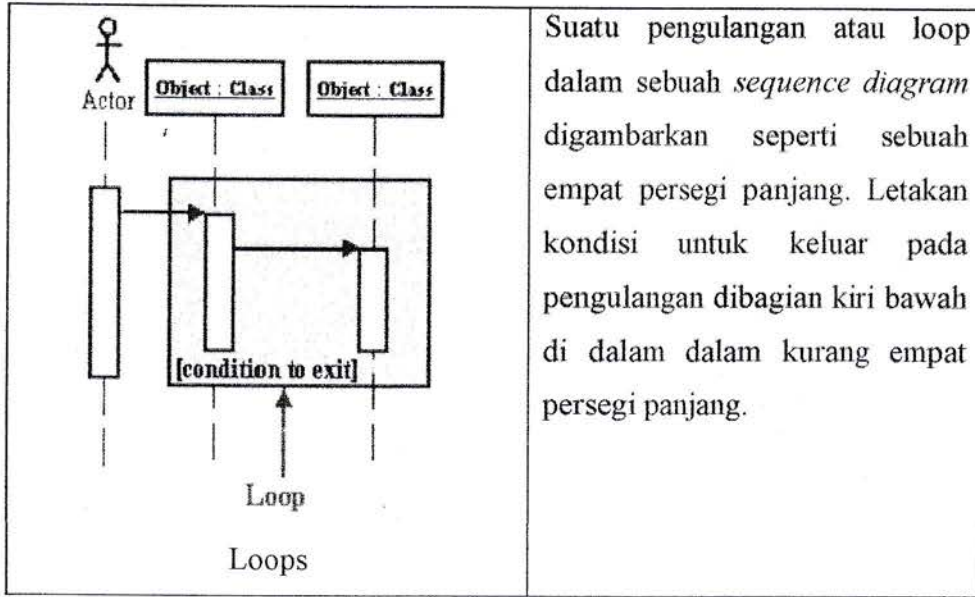 Actor
Object : Class
Object : Class
[condition to exit]
Loop
Loops
Suatu pengulangan atau loop
dalam sebuah sequence diagram
digambarkan seperti sebuah
empat persegi panjang. Letakan
kondisi untuk keluar pada
pengulangan dibagian kiri bawah
di dalam dalam kurang empat
persegi panjang.